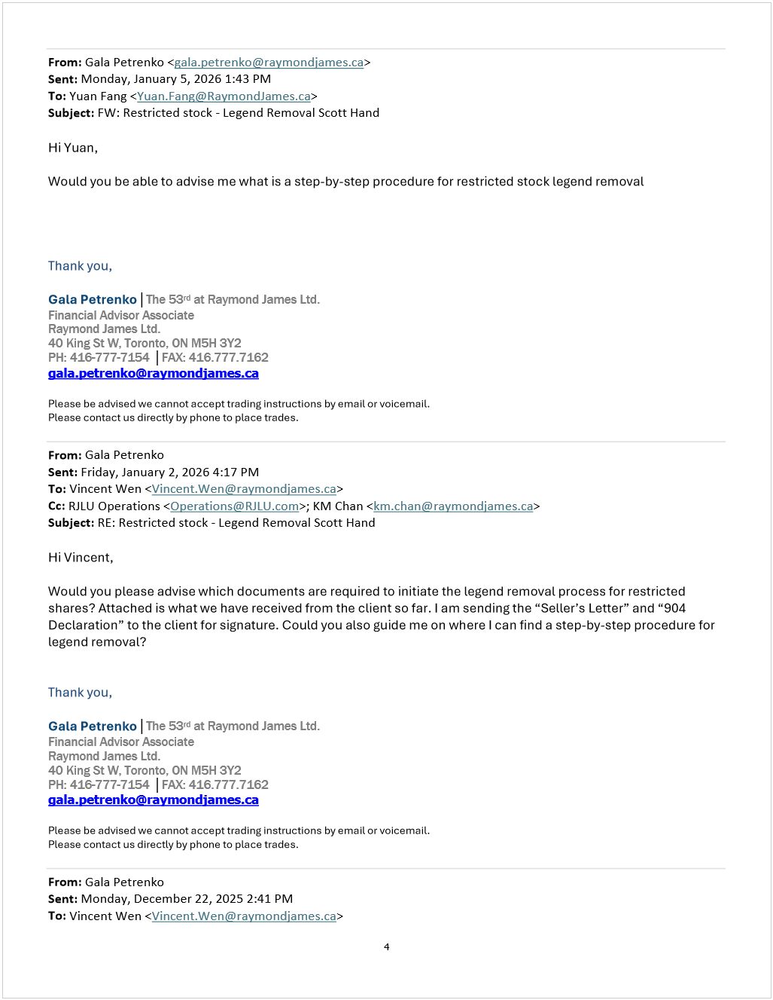 From: Gala Petrenko <gala.petrenko@raymondjames.ca>
Sent: Monday, January 5, 2026 1:43 PM
To: Yuan Fang <Yuan.Fang@RaymondJames.ca>
Subject: FW: Restricted stock - Legend Removal Scott Hand
Hi Yuan,
Would you be able to advise me what is a step-by-step procedure for restricted stock legend removal
Thank you,
Gala Petrenko | The 53rd at Raymond James Ltd.
Financial Advisor Associate
Raymond James Ltd.
40 King St W, Toronto, ON M5H 3Y2
PH: 416-777-7154 | FAX: 416.777.7162
gala.petrenko@raymondjames.ca
Please be advised we cannot accept trading instructions by email or voicemail.
Please contact us directly by phone to place trades.
From: Gala Petrenko
Sent: Friday, January 2, 2026 4:17 PM
To: Vincent Wen <Vincent.Wen@raymondjames.ca>
Cc: RJLU Operations <Operations@RJLU.com>; KM Chan <km.chan@raymondjames.ca>
Subject: RE: Restricted stock - Legend Removal Scott Hand
Hi Vincent,
Would you please advise which documents are required to initiate the legend removal process for restricted
shares? Attached is what we have received from the client so far. I am sending the “Seller’s Letter” and “904
Declaration” to the client for signature. Could you also guide me on where I can find a step-by-step procedure for
legend removal?
Thank you,
Gala Petrenko | The 53rd at Raymond James Ltd.
Financial Advisor Associate
Raymond James Ltd.
40 King St W, Toronto, ON M5H 3Y2
PH: 416-777-7154 | FAX: 416.777.7162
gala.petrenko@raymondjames.ca
Please be advised we cannot accept trading instructions by email or voicemail.
Please contact us directly by phone to place trades.
From: Gala Petrenko
Sent: Monday, December 22, 2025 2:41 PM
To: Vincent Wen <Vincent.Wen@raymondjames.ca>
4